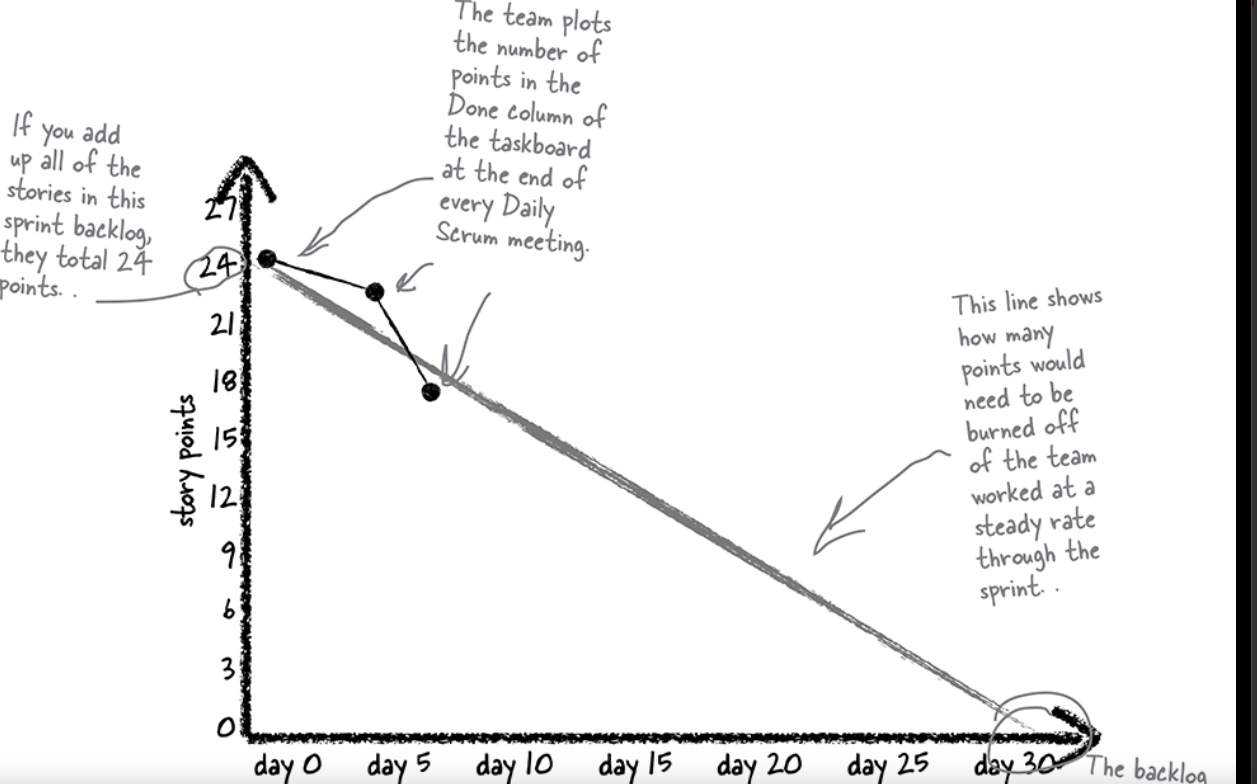 The team plots
the number of
points in the
Done column of
the taskboard
at the end of
every Daily
Scrum meeting.
If you add
up all of the
stories in this
sprint backlog,
they total 24
points. .
This line shows
how many
points would
need to be
burned off
of the team
worked at a
steady rate
through the
sprint. .
story points
27
24
21
18
15
12
9
6
3
0
day 0 day 5 day 10 day 15 day 20 day 25 day 30
The backlog